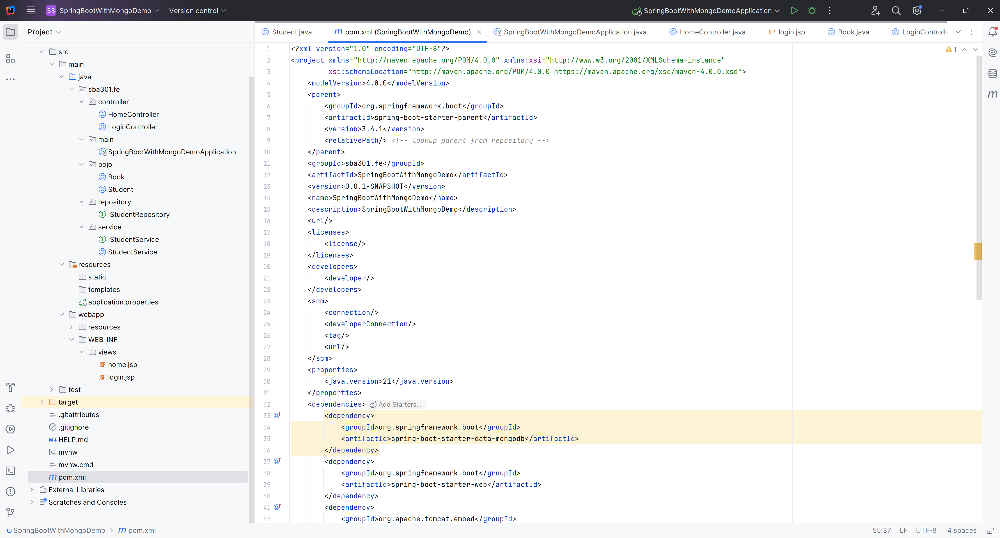 SB SpringBootWithMongoDemo Version control SpringBootWithMongoDemoApplication
Project
src
main
java
sba301.fe
controller
HomeController
LoginController
main
SpringBootWithMongoDemoApplication
pojo
Book
Student
repository
IStudentRepository
service
IStudentService
StudentService
resources
static
templates
application.properties
webapp
resources
WEB-INF
views
JSP home.jsp
JSP login.jsp
test
target
.gitattributes
.gitignore
M↓ HELP.md
mvnw
mvnw.cmd
m pom.xml
External Libraries
Scratches and Consoles
Student.java m pom.xml (SpringBootWithMongoDemo) SpringBootWithMongoDemoApplication.java HomeController.java JSP login.jsp Book.java LoginControlle
1 <?xml version="1.0" encoding="UTF-8"?>
2 <project xmlns="http://maven.apache.org/POM/4.0.0" xmlns:xsi="http://www.w3.org/2001/XMLSchema-instance"
3 xsi:schemaLocation="http://maven.apache.org/POM/4.0.0 https://maven.apache.org/xsd/maven-4.0.0.xsd">
4 <modelVersion>4.0.0</modelVersion>
5 <parent>
6 <groupId>org.springframework.boot</groupId>
7 <artifactId>spring-boot-starter-parent</artifactId>
8 <version>3.4.1</version>
9 <relativePath/> <!-- lookup parent from repository -->
10 </parent>
11 <groupId>sba301.fe</groupId>
12 <artifactId>SpringBootWithMongoDemo</artifactId>
13 <version>0.0.1-SNAPSHOT</version>
14 <name>SpringBootWithMongoDemo</name>
15 <description>SpringBootWithMongoDemo</description>
16 <url/>
17 <licenses>
18 <license/>
19 </licenses>
20 <developers>
21 <developer/>
22 </developers>
23 <scm>
24 <connection/>
25 <developerConnection/>
26 <tag/>
27 <url/>
28 </scm>
29 <properties>
30 <java.version>21</java.version>
31 </properties>
32 <dependencies> Add Starters...
33 <dependency>
34 <groupId>org.springframework.boot</groupId>
35 <artifactId>spring-boot-starter-data-mongodb</artifactId>
36 </dependency>
37 <dependency>
38 <groupId>org.springframework.boot</groupId>
39 <artifactId>spring-boot-starter-web</artifactId>
40 </dependency>
41 <dependency>
42 <groupId>org.apache.tomcat.embed</groupId>
1
m
SpringBootWithMongoDemo > m pom.xml 55:37 LF UTF-8 4 spaces